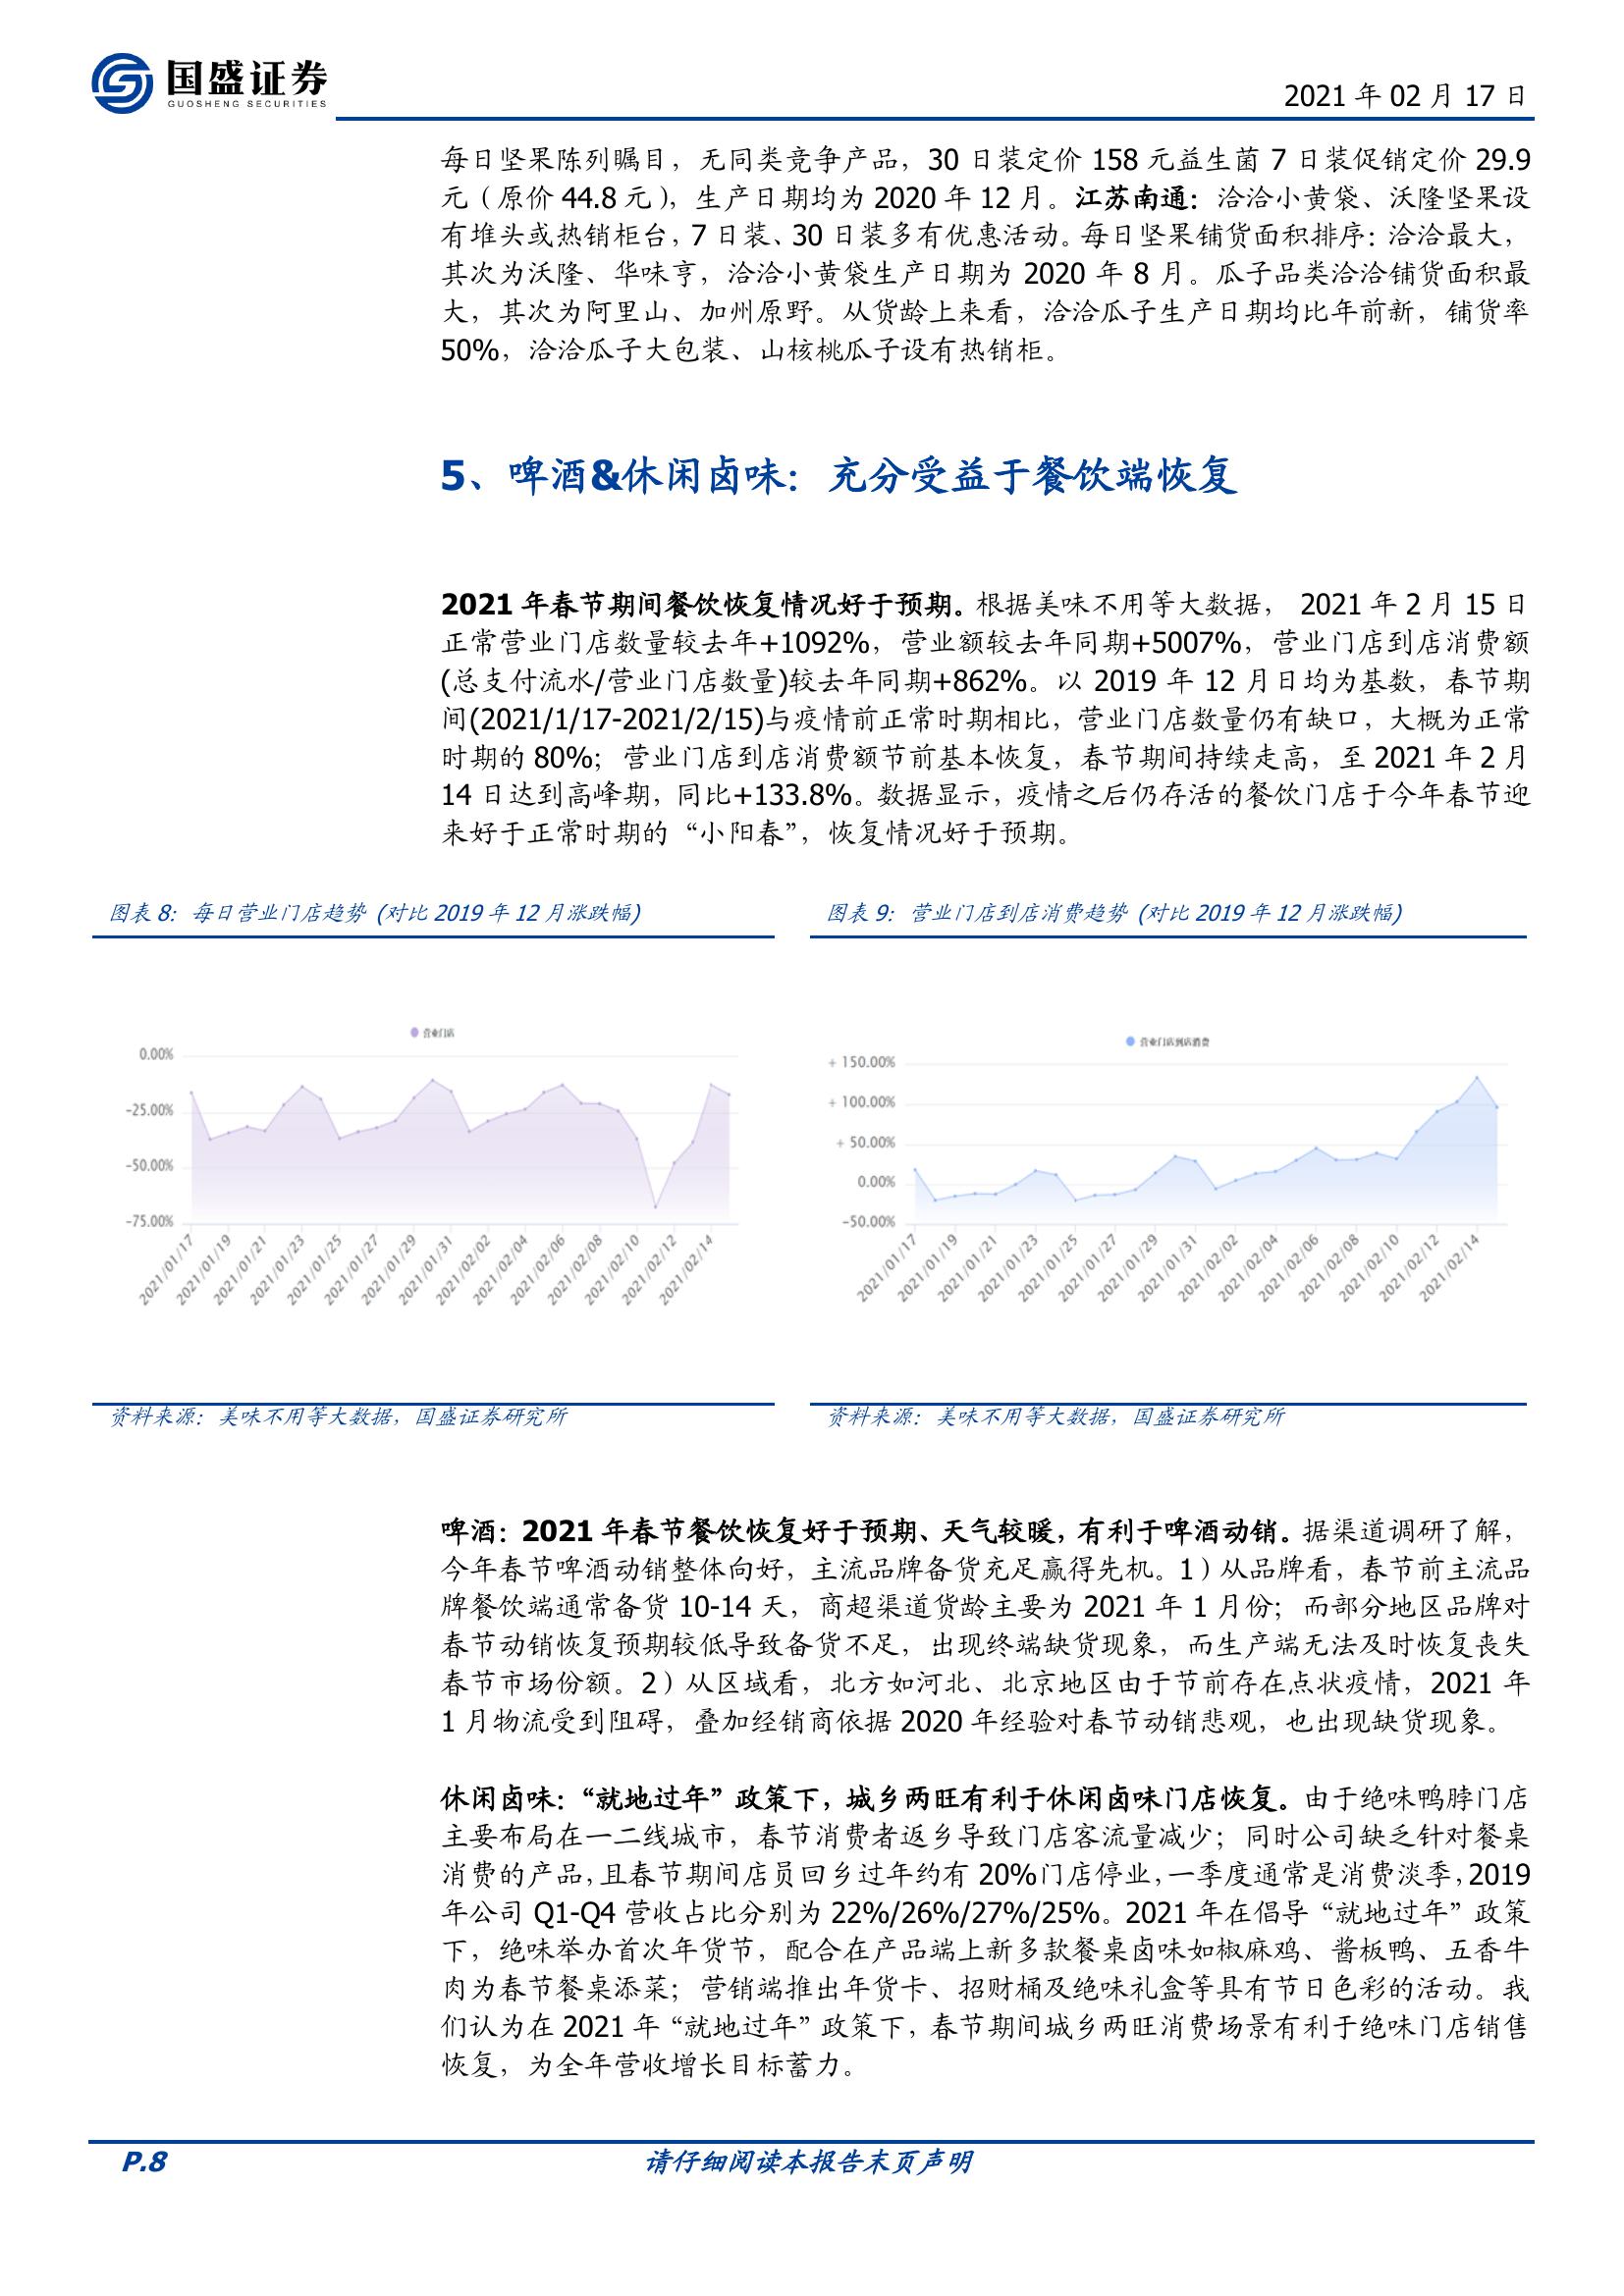 国盛证券
GUOSHENG SECURITIES
2021 年 02 月 17 日
每日坚果陈列瞩目，无同类竞争产品，30 日装定价 158 元益生菌 7 日装促销定价 29.9
元（原价 44.8 元），生产日期均为 2020 年 12 月。江苏南通：洽洽小黄袋、沃隆坚果设
有堆头或热销柜台，7 日装、30 日装多有优惠活动。每日坚果铺货面积排序：洽洽最大，
其次为沃隆、华味亨，洽洽小黄袋生产日期为 2020 年 8 月。瓜子品类洽洽铺货面积最
大，其次为阿里山、加州原野。从货龄上来看，洽洽瓜子生产日期均比年前新，铺货率
50%，洽洽瓜子大包装、山核桃瓜子设有热销柜。
5、啤酒&休闲卤味：充分受益于餐饮端恢复
2021 年春节期间餐饮恢复情况好于预期。根据美味不用等大数据， 2021 年 2 月 15 日
正常营业门店数量较去年+1092%，营业额较去年同期+5007%，营业门店到店消费额
(总支付流水/营业门店数量)较去年同期+862%。以 2019 年 12 月日均为基数，春节期
间(2021/1/17-2021/2/15)与疫情前正常时期相比，营业门店数量仍有缺口，大概为正常
时期的 80%；营业门店到店消费额节前基本恢复，春节期间持续走高，至 2021 年 2 月
14 日达到高峰期，同比+133.8%。数据显示，疫情之后仍存活的餐饮门店于今年春节迎
来好于正常时期的“小阳春”，恢复情况好于预期。
图表 8：每日营业门店趋势 (对比 2019 年 12 月涨跌幅)
营业门店
0.00%
-25.00%
-50.00%
-75.00%
2021/01/17
2021/01/19
2021/01/21
2021/01/23
2021/01/25
2021/01/27
2021/01/29
2021/01/31
2021/02/02
2021/02/04
2021/02/06
2021/02/08
2021/02/10
2021/02/12
2021/02/14
资料来源：美味不用等大数据，国盛证券研究所
图表 9：营业门店到店消费趋势 (对比 2019 年 12 月涨跌幅)
营业门店到店消费
+ 150.00%
+ 100.00%
+ 50.00%
0.00%
-50.00%
2021/01/17
2021/01/19
2021/01/21
2021/01/23
2021/01/25
2021/01/27
2021/01/29
2021/01/31
2021/02/02
2021/02/04
2021/02/06
2021/02/08
2021/02/10
2021/02/12
2021/02/14
资料来源：美味不用等大数据，国盛证券研究所
啤酒：2021 年春节餐饮恢复好于预期、天气较暖，有利于啤酒动销。据渠道调研了解，
今年春节啤酒动销整体向好，主流品牌备货充足赢得先机。1）从品牌看，春节前主流品
牌餐饮端通常备货 10-14 天，商超渠道货龄主要为 2021 年 1 月份；而部分地区品牌对
春节动销恢复预期较低导致备货不足，出现终端缺货现象，而生产端无法及时恢复丧失
春节市场份额。2）从区域看，北方如河北、北京地区由于节前存在点状疫情，2021 年
1 月物流受到阻碍，叠加经销商依据 2020 年经验对春节动销悲观，也出现缺货现象。
休闲卤味：“就地过年”政策下，城乡两旺有利于休闲卤味门店恢复。由于绝味鸭脖门店
主要布局在一二线城市，春节消费者返乡导致门店客流量减少；同时公司缺乏针对餐桌
消费的产品，且春节期间店员回乡过年约有 20%门店停业，一季度通常是消费淡季，2019
年公司 Q1-Q4 营收占比分别为 22%/26%/27%/25%。2021 年在倡导“就地过年”政策
下，绝味举办首次年货节，配合在产品端上新多款餐桌卤味如椒麻鸡、酱板鸭、五香牛
肉为春节餐桌添菜；营销端推出年货卡、招财桶及绝味礼盒等具有节日色彩的活动。我
们认为在 2021 年“就地过年”政策下，春节期间城乡两旺消费场景有利于绝味门店销售
恢复，为全年营收增长目标蓄力。
P.8
请仔细阅读本报告末页声明